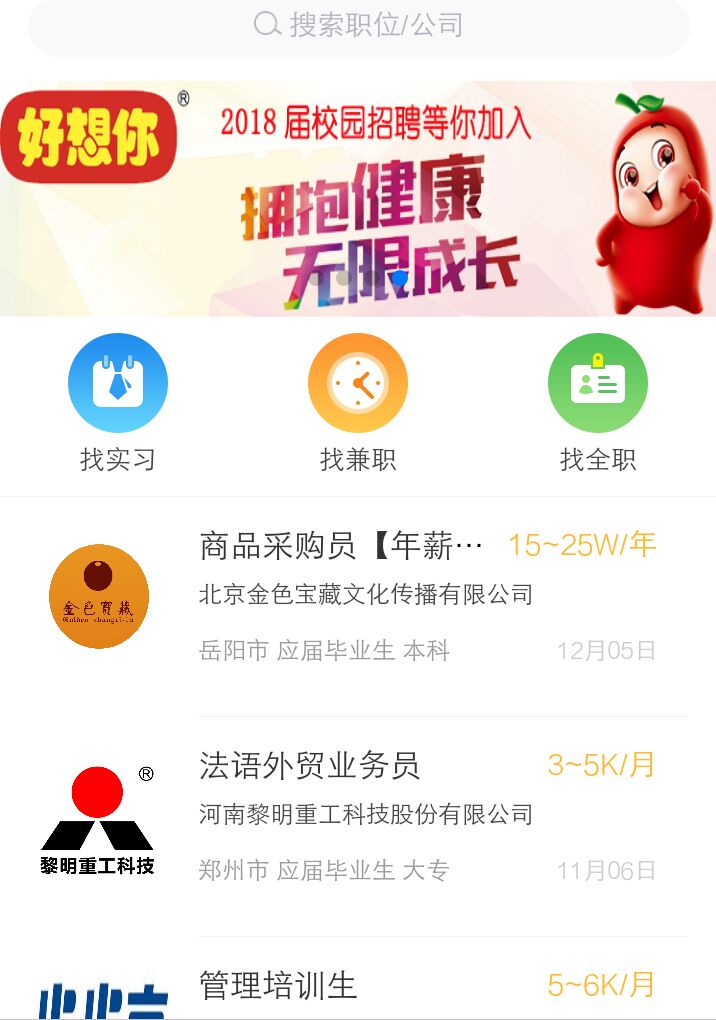 搜索职位/公司
好想你
®
2018 届校园招聘等你加入
拥抱健康
无限成长
找实习
找兼职
找全职
商品采购员【年薪… 15~25W/年
金色寶藏
北京金色宝藏文化传播有限公司
岳阳市 应届毕业生 本科 12月05日
法语外贸业务员 3~5K/月
®
河南黎明重工科技股份有限公司
黎明重工科技
郑州市 应届毕业生 大专 11月06日
管理培训生 5~6K/月